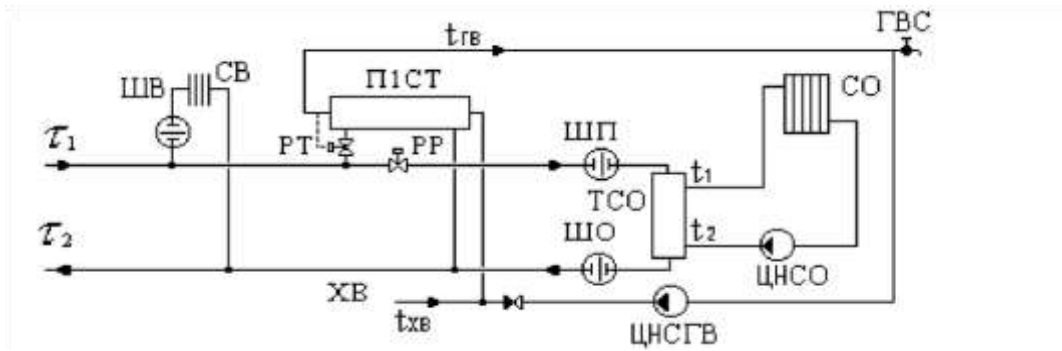 ГВС
tГВ
СВ
ШВ
П1СТ
СО
τ1
РТ
РР
ШП
t1
ТСО
τ2
ШО
t2
ЦНСО
ХВ
tХВ
ЦНСГВ